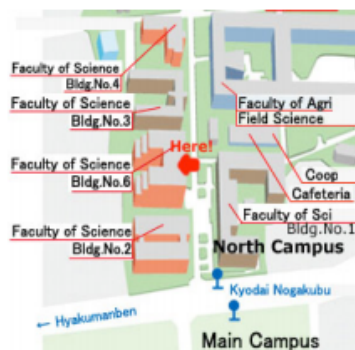 Faculty of Science
Bldg.No.4
Faculty of Science
Bldg.No.3
Faculty of Agri
Field Science
Here!
Faculty of Science
Bldg.No.6
Coop
Cafeteria
Faculty of Sci
Bldg.No.1
Faculty of Science
Bldg.No.2
North Campus
Kyodai Nogakubu
← Hyakumanben
Main Campus